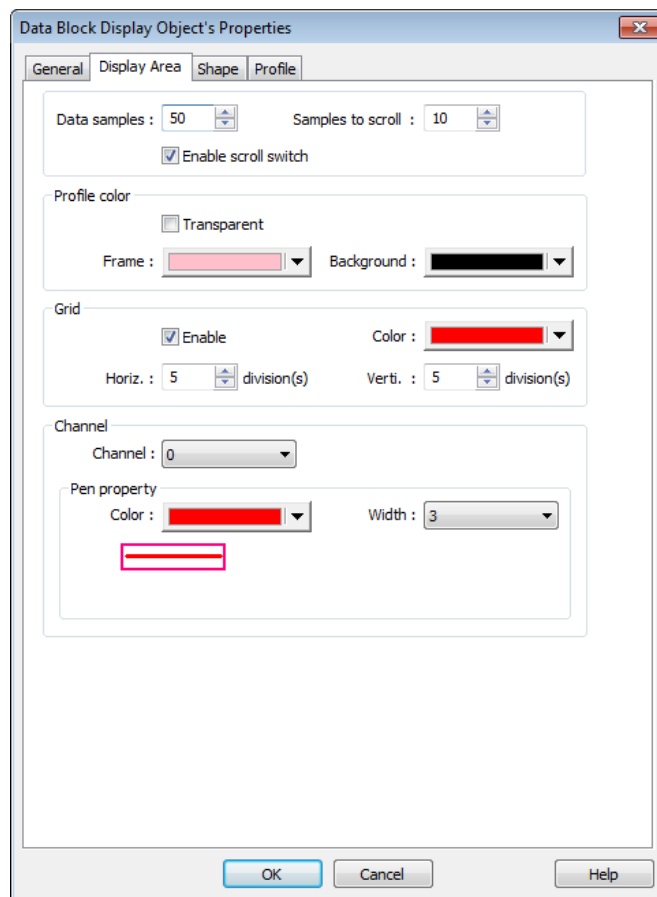 Data Block Display Object's Properties
General Display Area Shape Profile
Data samples : 50 Samples to scroll : 10
Enable scroll switch
Profile color
Transparent
Frame : Background :
Grid
Enable Color :
Horiz. : 5 division(s) Verti. : 5 division(s)
Channel
Channel : 0
Pen property
Color : Width : 3
OK Cancel Help